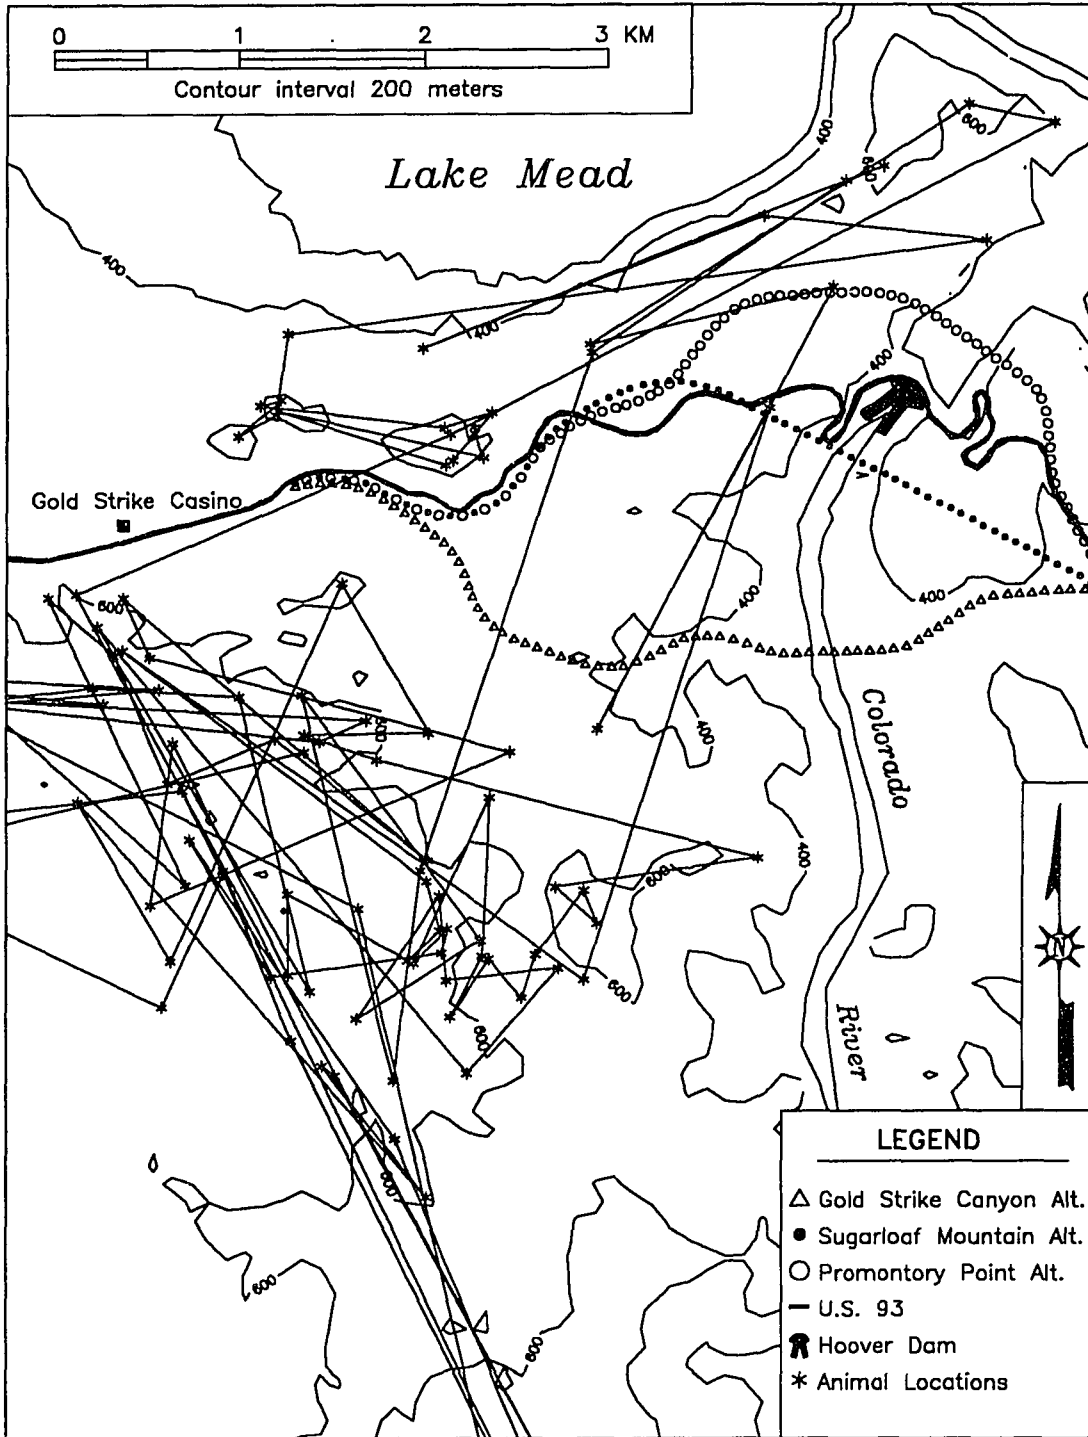 0 1 2 3 KM
Contour interval 200 meters
Lake Mead
400
600
600
400
400
400
Gold Strike Casino
A
600
400
400
600
400
Colorado
400
600
600
600
River
600
600
600
N
LEGEND
Gold Strike Canyon Alt.
Sugarloaf Mountain Alt.
Promontory Point Alt.
U.S. 93
Hoover Dam
Animal Locations